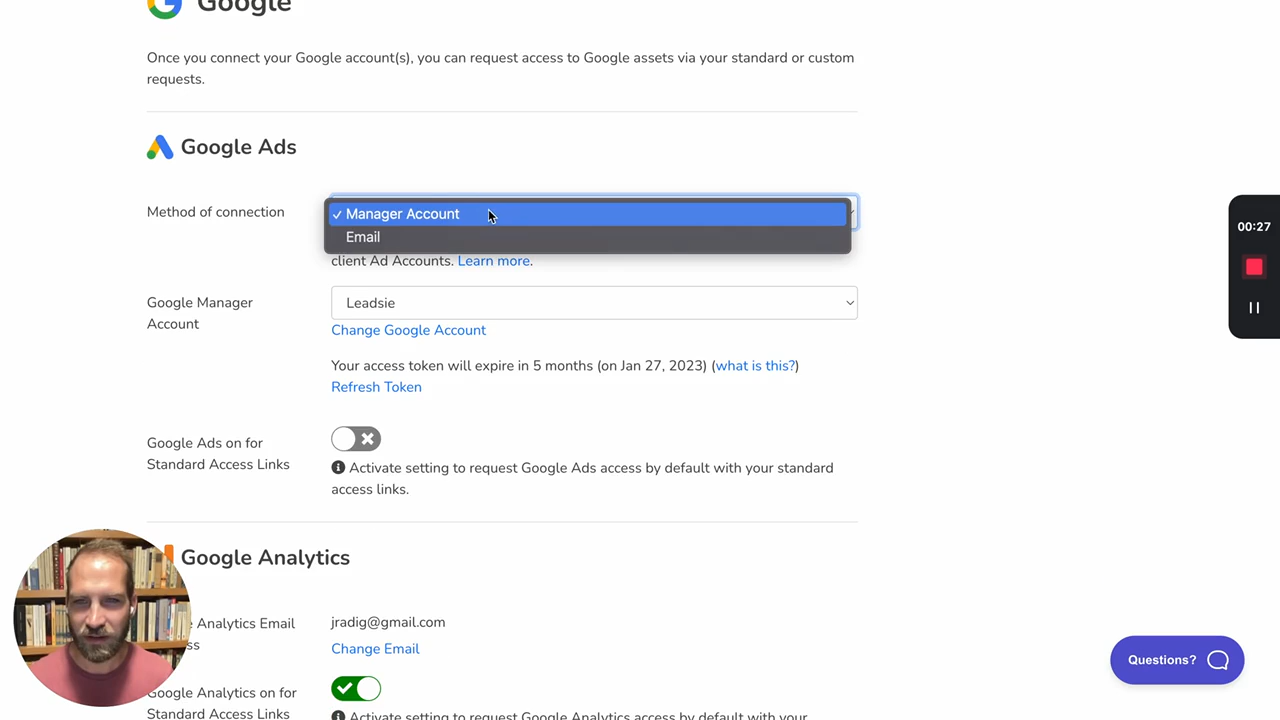 Google
Once you connect your Google account(s), you can request access to Google assets via your standard or custom
requests.
Google Ads
Method of connection
✓ Manager Account
Email
client Ad Accounts. Learn more.
Google Manager
Account
Leadsie
Change Google Account
Your access token will expire in 5 months (on Jan 27, 2023) (what is this?)
Refresh Token
Google Ads on for
Standard Access Links
Activate setting to request Google Ads access by default with your standard
access links.
Google Analytics
Analytics Email
ss
jradig@gmail.com
Change Email
Google Analytics on for
Standard Access Links
Activate setting to request Google Analytics access by default with your
00:27
Questions?